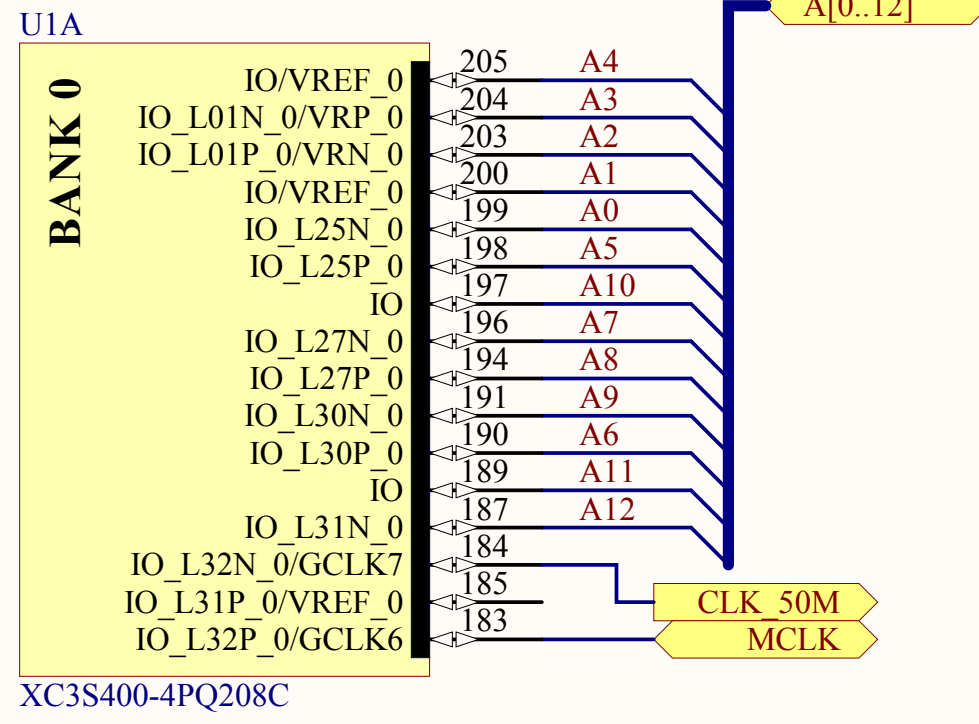 A[0..12]
U1A
BANK 0
IO/VREF_0 205 A4
IO_L01N_0/VRP_0 204 A3
IO_L01P_0/VRN_0 203 A2
IO/VREF_0 200 A1
IO_L25N_0 199 A0
IO_L25P_0 198 A5
IO 197 A10
IO_L27N_0 196 A7
IO_L27P_0 194 A8
IO_L30N_0 191 A9
IO_L30P_0 190 A6
IO 189 A11
IO_L31N_0 187 A12
IO_L32N_0/GCLK7 184
IO_L31P_0/VREF_0 185 CLK_50M
IO_L32P_0/GCLK6 183 MCLK
XC3S400-4PQ208C